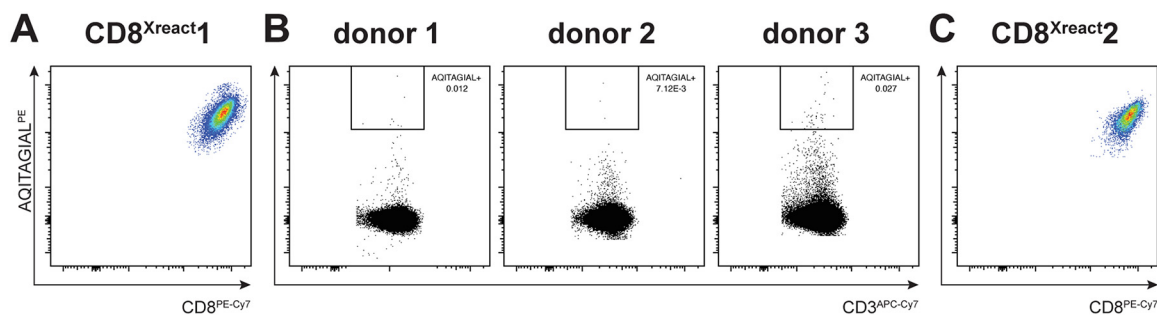 A CD8Xreact1
B donor 1 donor 2 donor 3
C CD8Xreact2
AQITAGIAL+
0.012
AQITAGIAL+
7.12E-3
AQITAGIAL+
0.027
AQITAGIALPE
CD8PE-Cy7
CD3APC-Cy7
CD8PE-Cy7